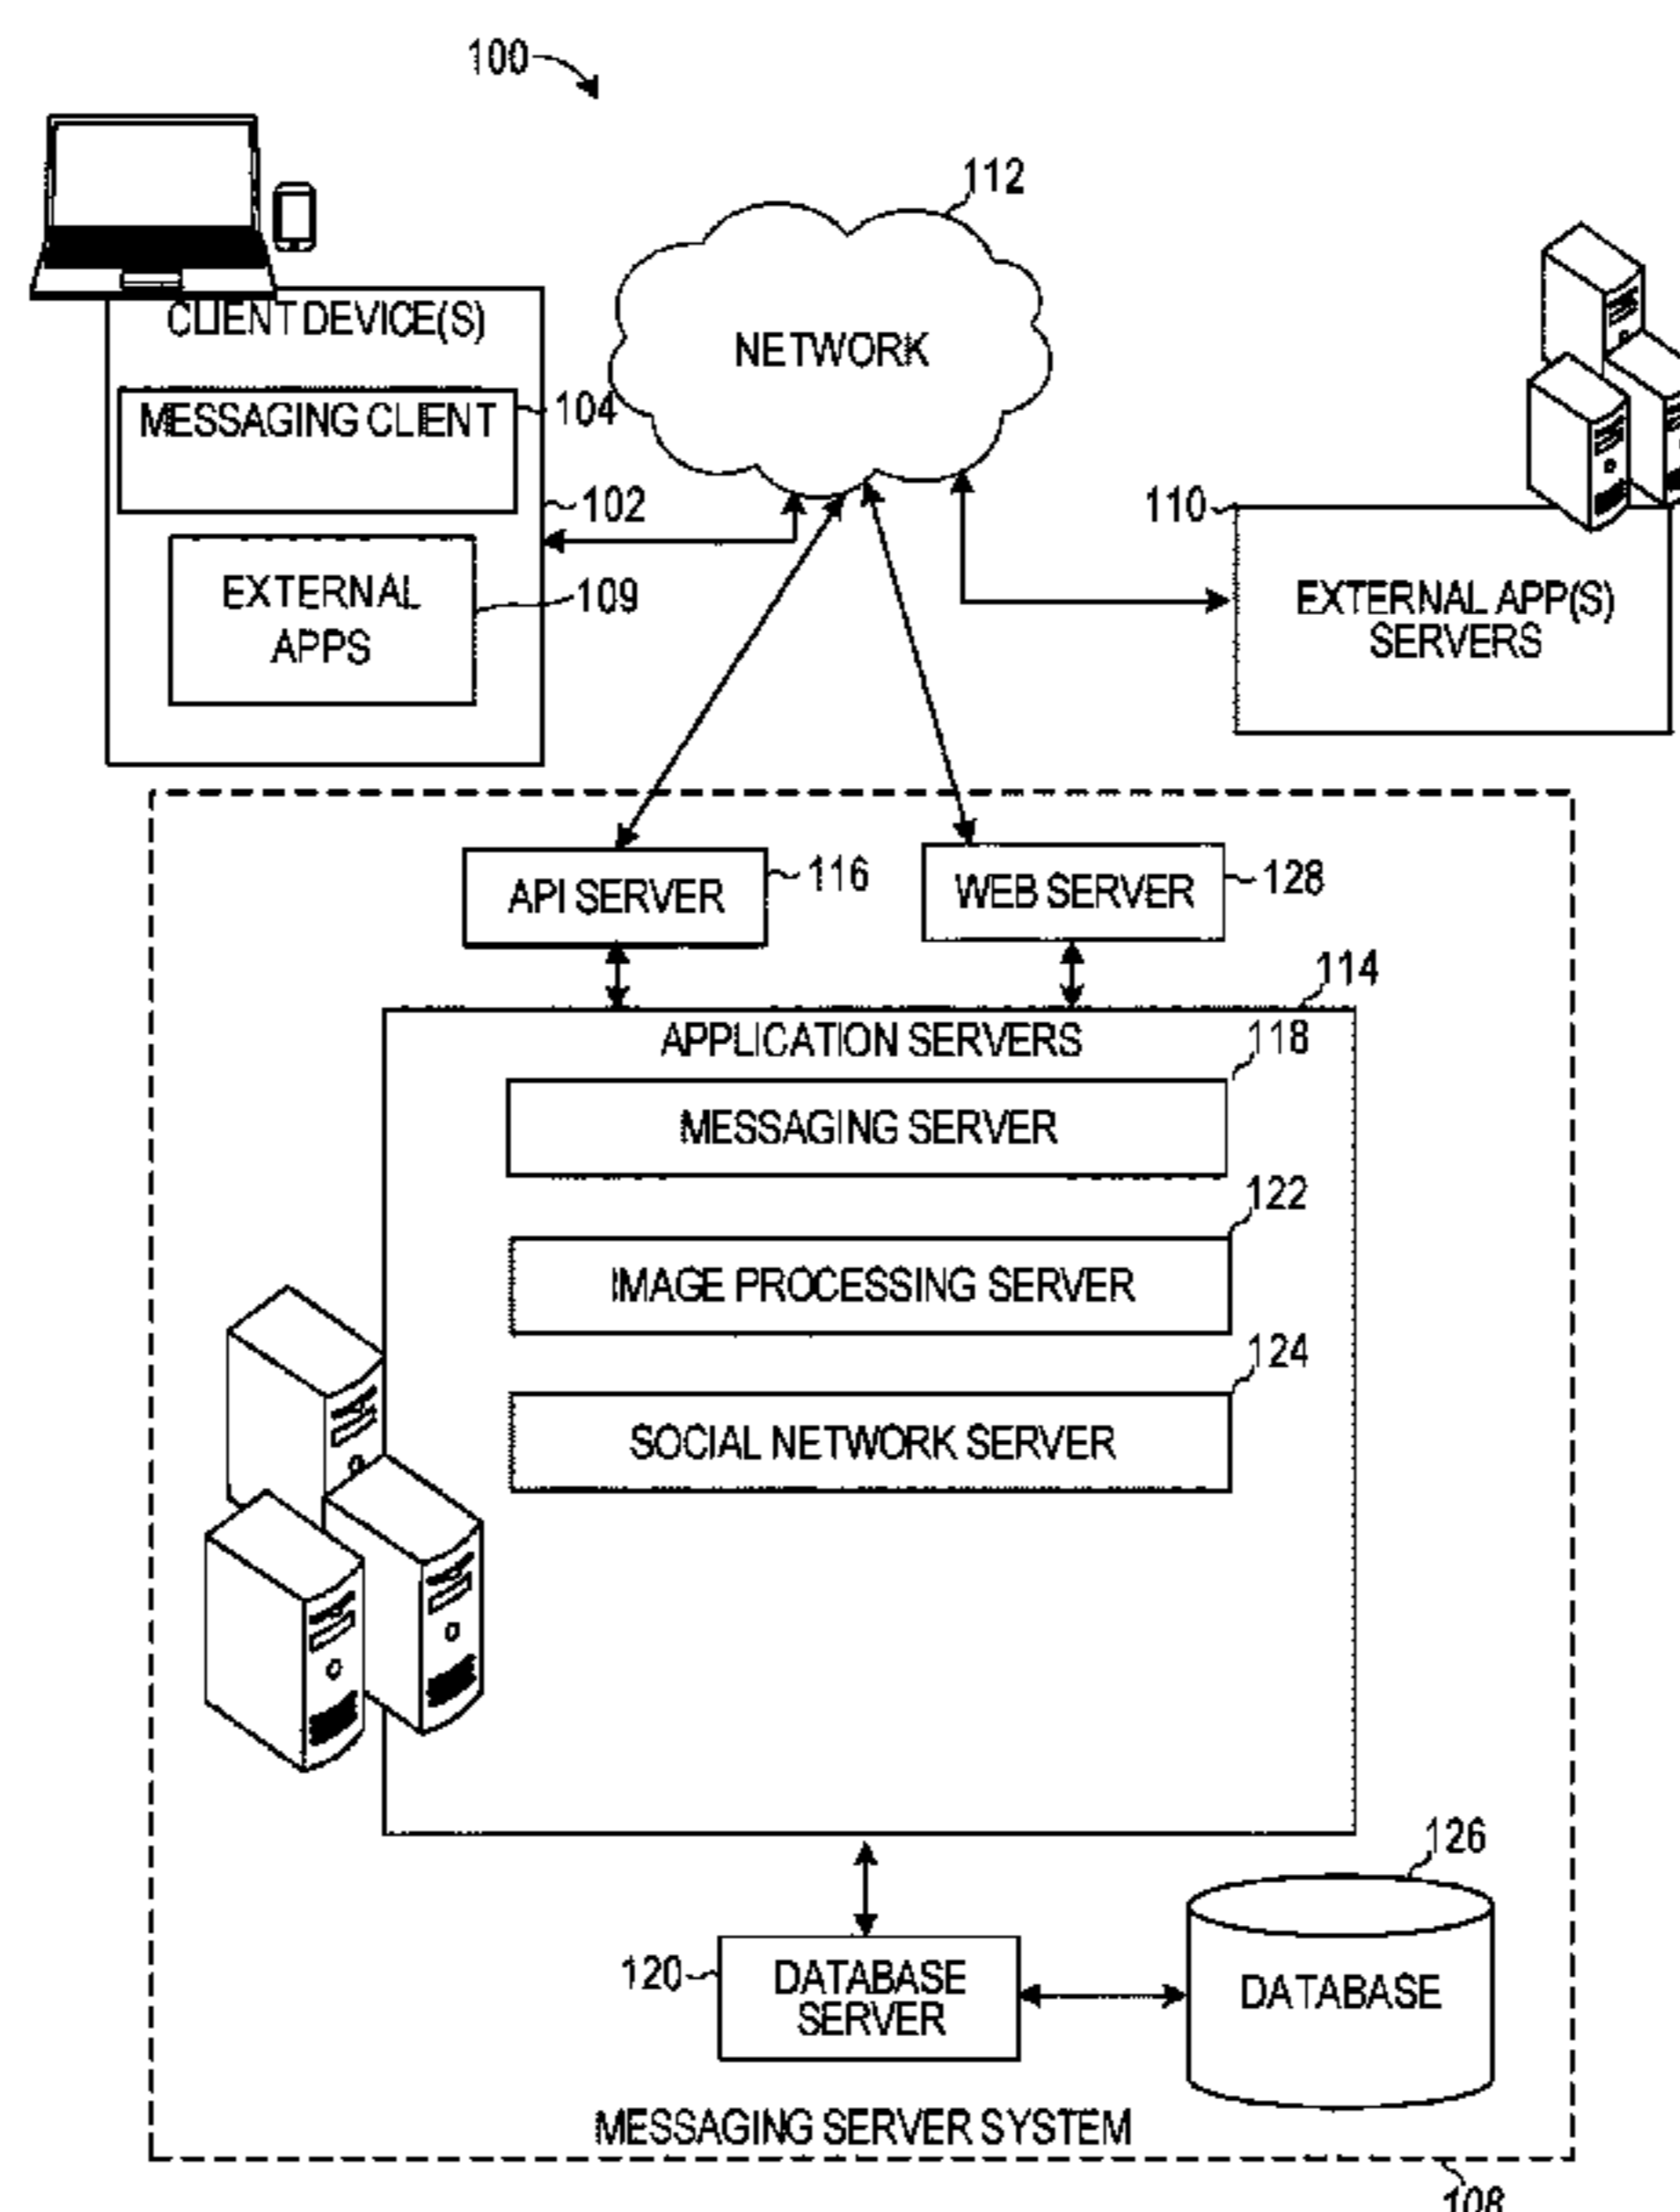 100
112
CLIENT DEVICE(S)
NETWORK
MESSAGING CLIENT
104
102
110
EXTERNAL
APPS
109
EXTERNAL APP(S)
SERVERS
API SERVER
116
WEB SERVER
128
114
APPLICATION SERVERS
118
MESSAGING SERVER
122
IMAGE PROCESSING SERVER
124
SOCIAL NETWORK SERVER
126
120
DATABASE
SERVER
DATABASE
MESSAGING SERVER SYSTEM
108